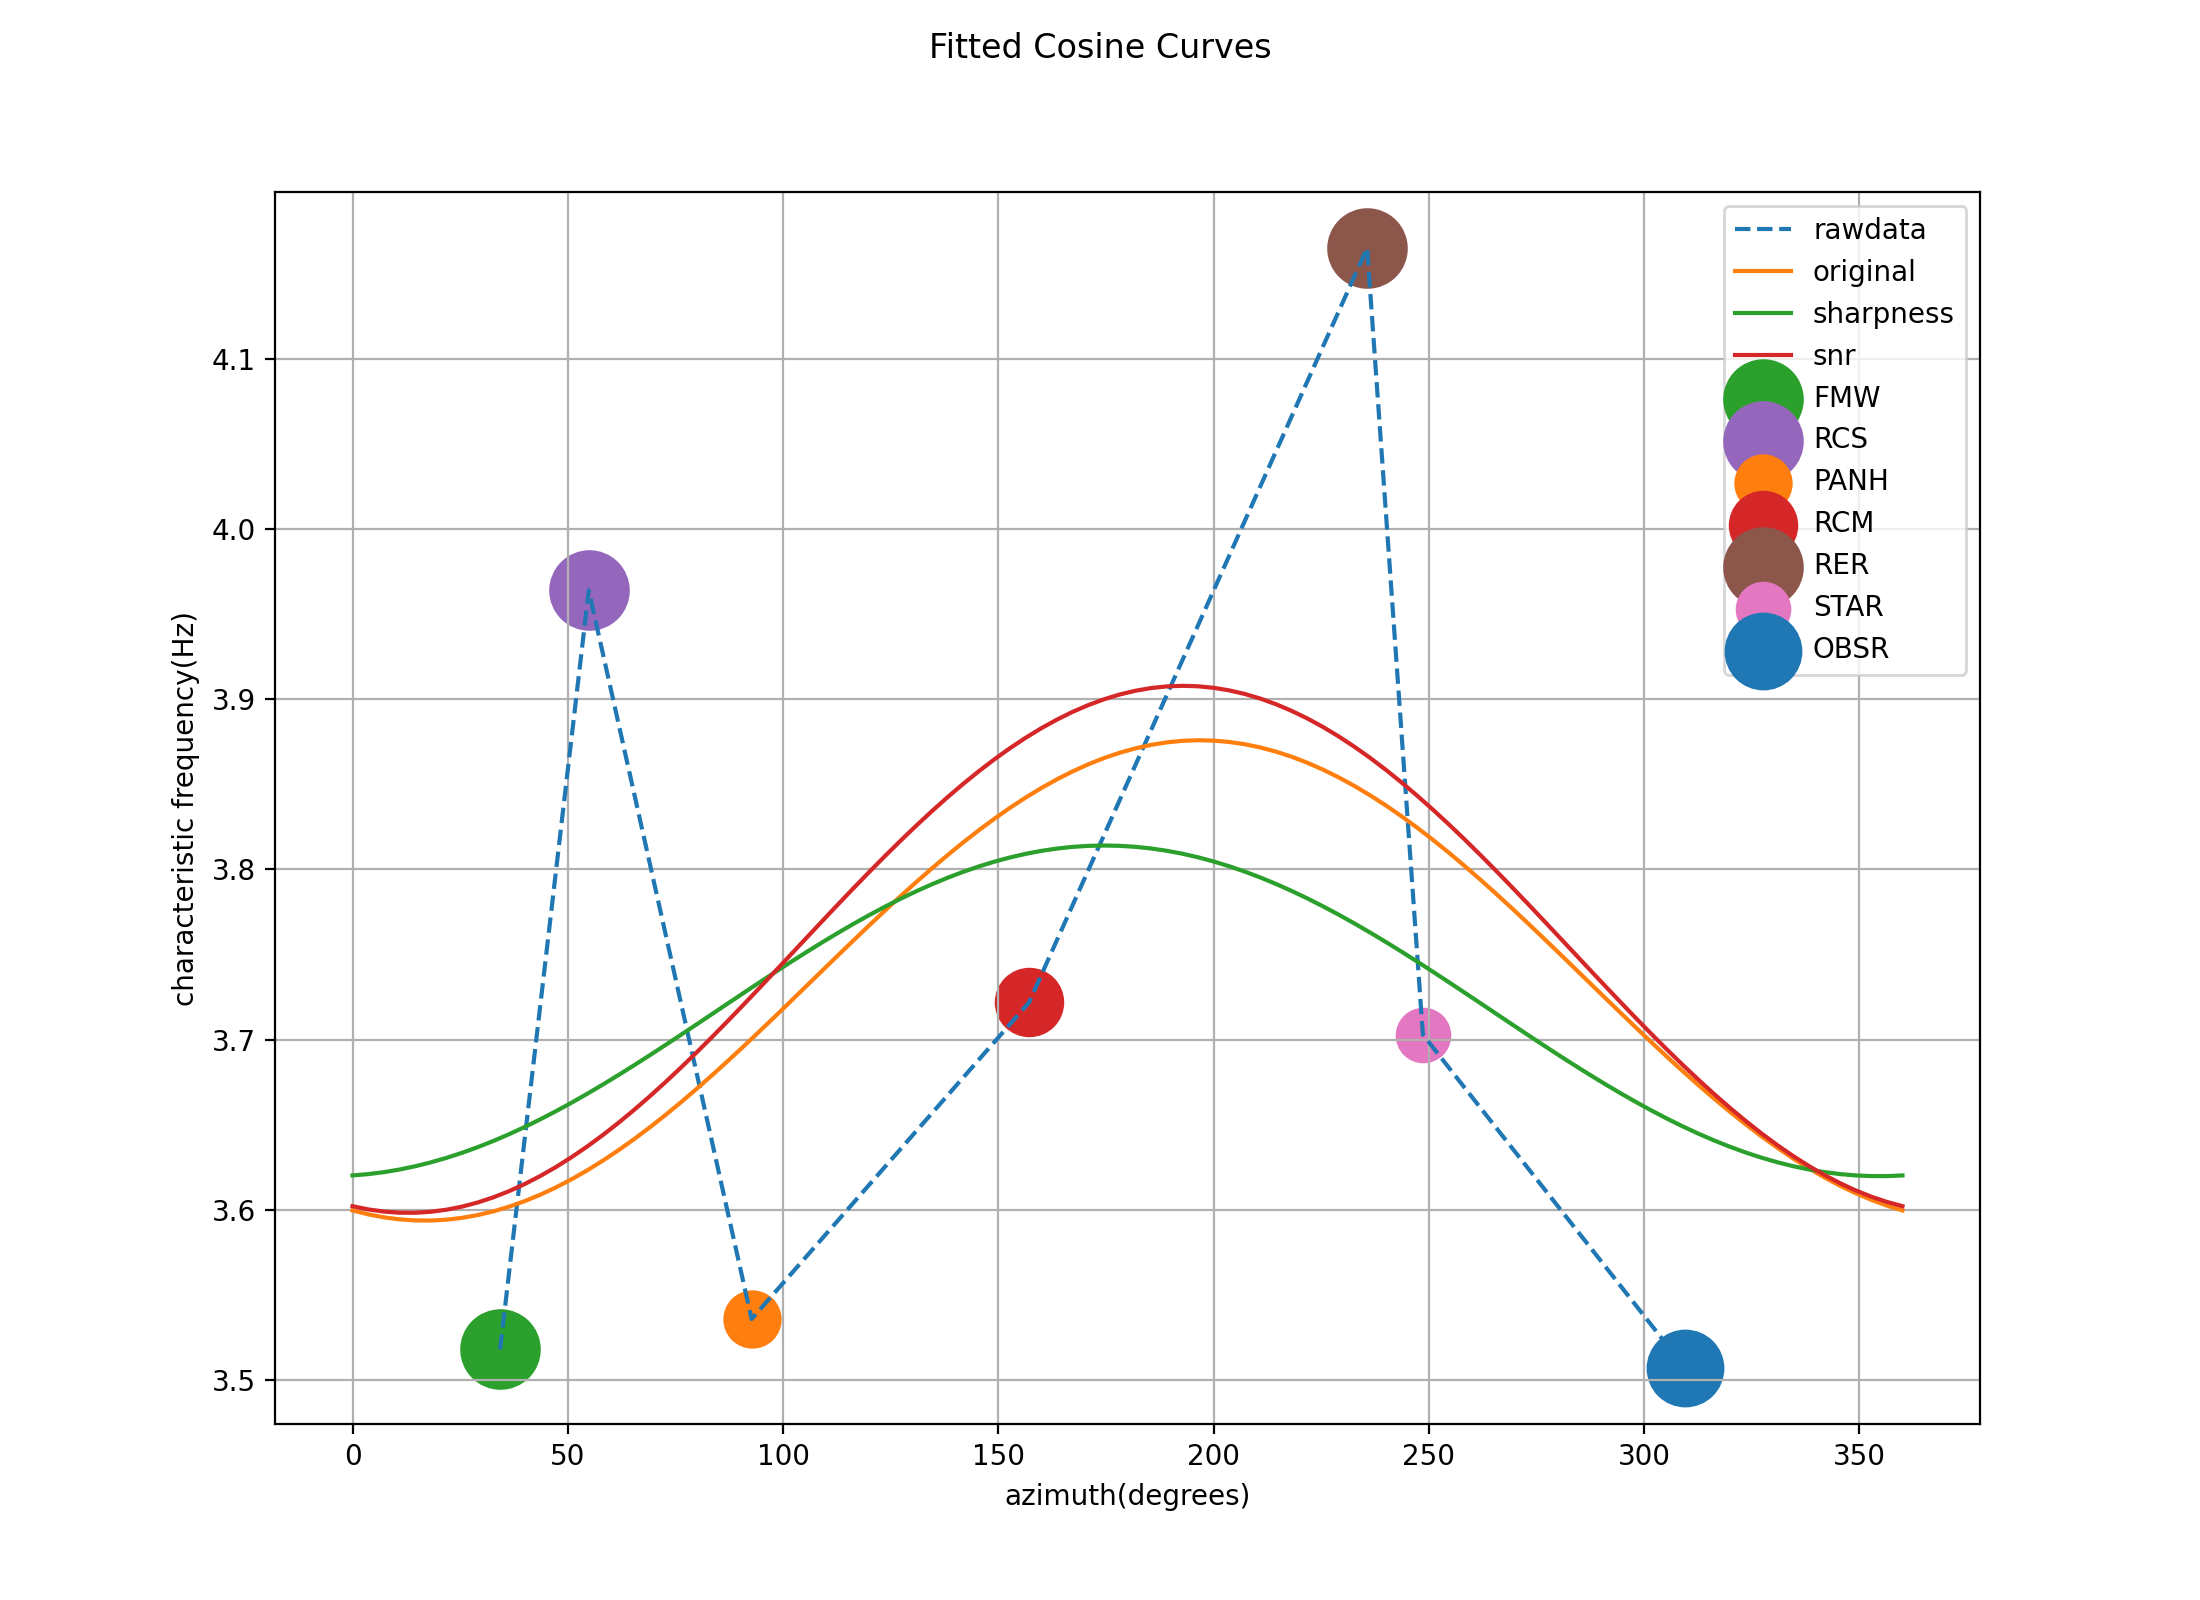 Fitted Cosine Curves
rawdata
original
sharpness
snr
FMW
RCS
PANH
RCM
RER
STAR
OBSR
characteristic frequency(Hz)
4.1
4.0
3.9
3.8
3.7
3.6
3.5
0 50 100 150 200 250 300 350
azimuth(degrees)